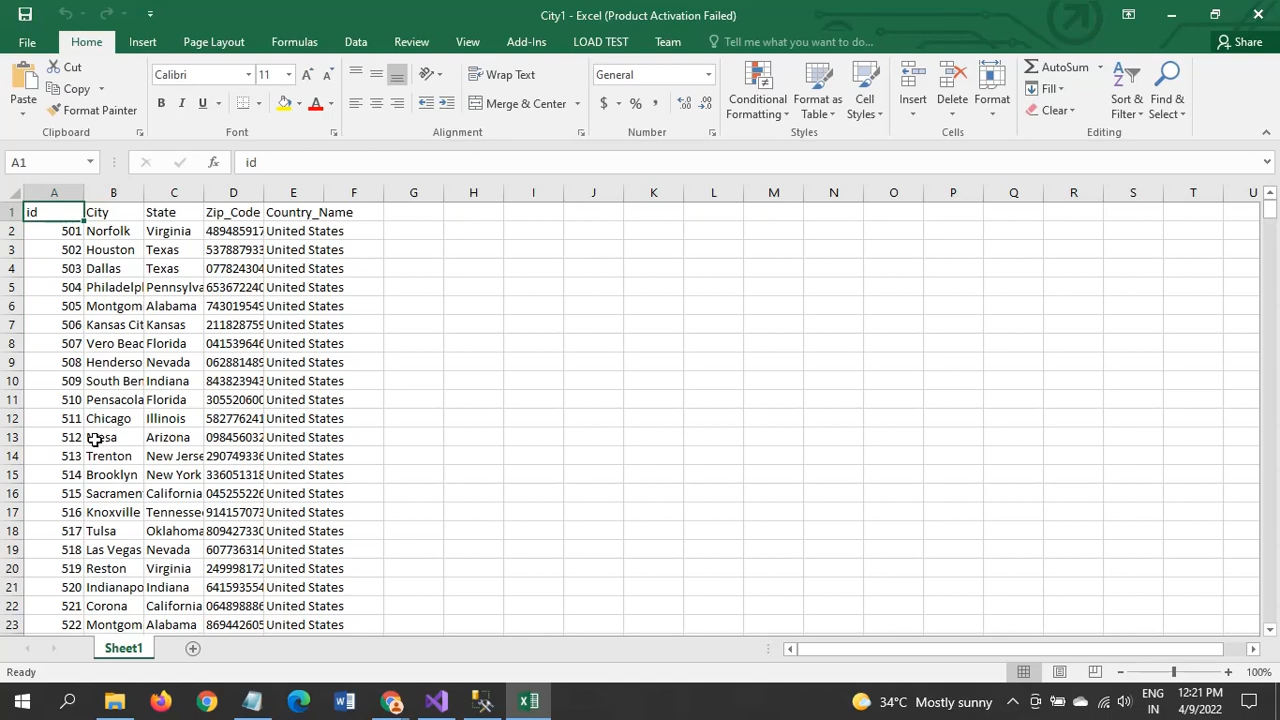 City1 - Excel (Product Activation Failed)
File Home Insert Page Layout Formulas Data Review View Add-Ins LOAD TEST Team Tell me what you want to do... Share
Paste
Cut
Copy
Format Painter
Clipboard
Calibri 11
B I U
Font
Wrap Text
Merge & Center
Alignment
General
$ % ,
Number
Conditional Formatting
Format as Table
Cell Styles
Styles
Insert Delete Format
Cells
AutoSum
Fill
Clear
Sort & Filter
Find & Select
Editing
A1 fx id
A B C D E F G H I J K L M N O P Q R S T U
1 id City State Zip_Code Country_Name
2 501 Norfolk Virginia 489485917 United States
3 502 Houston Texas 537887933 United States
4 503 Dallas Texas 077824304 United States
5 504 Philadelp Pennsylva 653672240 United States
6 505 Montgom Alabama 743019549 United States
7 506 Kansas Cit Kansas 211828759 United States
8 507 Vero Beac Florida 041539646 United States
9 508 Henderso Nevada 062881489 United States
10 509 South Ben Indiana 843823943 United States
11 510 Pensacola Florida 305520600 United States
12 511 Chicago Illinois 582776241 United States
13 512 Mesa Arizona 098456032 United States
14 513 Trenton New Jerse 290749336 United States
15 514 Brooklyn New York 336051318 United States
16 515 Sacramen California 045255226 United States
17 516 Knoxville Tennessee 914157073 United States
18 517 Tulsa Oklahoma 809427330 United States
19 518 Las Vegas Nevada 607736314 United States
20 519 Reston Virginia 249998172 United States
21 520 Indianapo Indiana 641593554 United States
22 521 Corona California 064898886 United States
23 522 Montgom Alabama 869442605 United States
Sheet1
Ready 100%
34°C Mostly sunny
ENG
IN
12:21 PM
4/9/2022